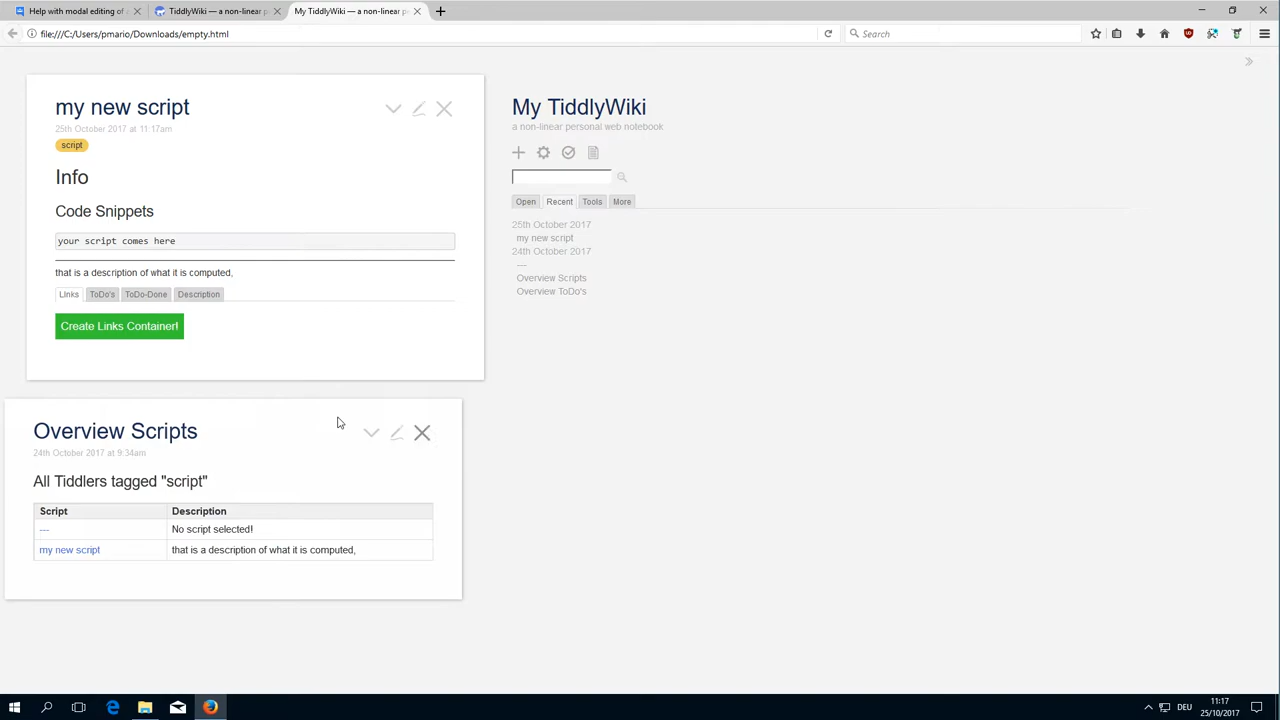 Help with modal editing of
TiddlyWiki — a non-linear p
My TiddlyWiki — a non-linear pe
file:///C:/Users/pmario/Downloads/empty.html
Search
my new script
25th October 2017 at 11:17am
script
Info
Code Snippets
your script comes here
that is a description of what it is computed,
Links ToDo's ToDo-Done Description
Create Links Container!
Overview Scripts
24th October 2017 at 9:34am
All Tiddlers tagged "script"
Script Description
--- No script selected!
my new script that is a description of what it is computed,
My TiddlyWiki
a non-linear personal web notebook
Open Recent Tools More
25th October 2017
my new script
24th October 2017
---
Overview Scripts
Overview ToDo's
DEU
11:17
25/10/2017